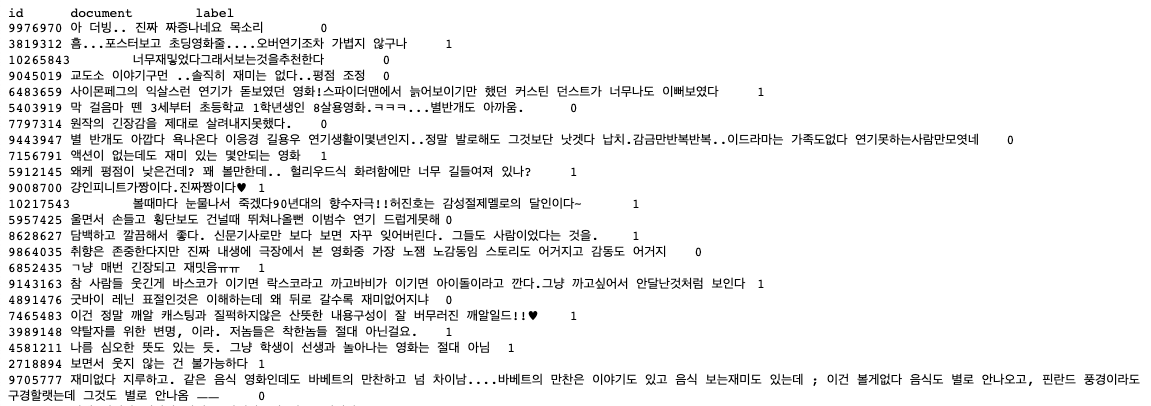 id document label
9976970 아 더빙.. 진짜 짜증나네요 목소리 0
3819312 흠...포스터보고 초딩영화줄....오버연기조차 가볍지 않구나 1
10265843 너무재밓었다그래서보는것을추천한다 0
9045019 교도소 이야기구먼 ..솔직히 재미는 없다..평점 조정 0
6483659 사이몬페그의 익살스런 연기가 돋보였던 영화!스파이더맨에서 늙어보이기만 했던 커스틴 던스트가 너무나도 이뻐보였다 1
5403919 막 걸음마 뗀 3세부터 초등학교 1학년생인 8살용영화.ㅋㅋㅋ...별반개도 아까움. 0
7797314 원작의 긴장감을 제대로 살려내지못했다. 0
9443947 별 반개도 아깝다 욕나온다 이응경 길용우 연기생활이몇년인지..정말 발로해도 그것보단 낫겟다 납치.감금만반복반복..이드라마는 가족도없다 연기못하는사람만모엿네 0
7156791 액션이 없는데도 재미 있는 몇안되는 영화 1
5912145 왜케 평점이 낮은건데? 꽤 볼만한데.. 헐리우드식 화려함에만 너무 길들여져 있나? 1
9008700 걍인피니트가짱이다.진짜짱이다♥ 1
10217543 볼때마다 눈물나서 죽겠다90년대의 향수자극!!허진호는 감성절제멜로의 달인이다~ 1
5957425 울면서 손들고 횡단보도 건널때 뛰쳐나올뻔 이범수 연기 드럽게못해 0
8628627 담백하고 깔끔해서 좋다. 신문기사로만 보다 보면 자꾸 잊어버린다. 그들도 사람이었다는 것을. 1
9864035 취향은 존중한다지만 진짜 내생에 극장에서 본 영화중 가장 노잼 노감동임 스토리도 어거지고 감동도 어거지 0
6852435 ㄱ냥 매번 긴장되고 재밋음ㅠㅠ 1
9143163 참 사람들 웃긴게 바스코가 이기면 락스코라고 까고바비가 이기면 아이돌이라고 깐다.그냥 까고싶어서 안달난것처럼 보인다 1
4891476 굿바이 레닌 표절인것은 이해하는데 왜 뒤로 갈수록 재미없어지냐 0
7465483 이건 정말 깨알 캐스팅과 질퍽하지않은 산뜻한 내용구성이 잘 버무러진 깨알일드!!♥ 1
3989148 약탈자를 위한 변명, 이라. 저놈들은 착한놈들 절대 아닌걸요. 1
4581211 나름 심오한 뜻도 있는 듯. 그냥 학생이 선생과 놀아나는 영화는 절대 아님 1
2718894 보면서 웃지 않는 건 불가능하다 1
9705777 재미없다 지루하고. 같은 음식 영화인데도 바베트의 만찬하고 넘 차이남....바베트의 만찬은 이야기도 있고 음식 보는재미도 있는데 ; 이건 볼게없다 음식도 별로 안나오고, 핀란드 풍경이라도
구경할랫는데 그것도 별로 안나옴 ㅡㅡ 0